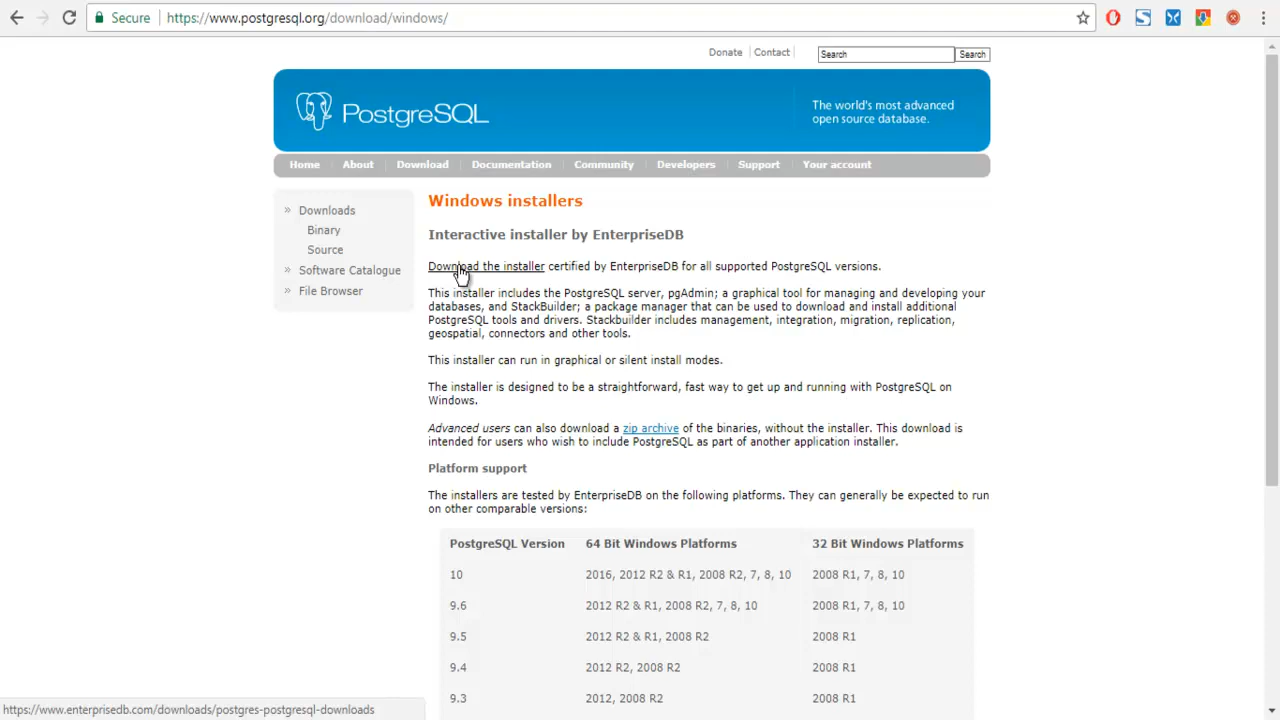 Secure
https://www.postgresql.org/download/windows/
Donate
Contact
Search
Search
PostgreSQL
The world's most advanced
open source database.
Home
About
Download
Documentation
Community
Developers
Support
Your account
» Downloads
Binary
Source
» Software Catalogue
» File Browser
Windows installers
Interactive installer by EnterpriseDB
Download the installer certified by EnterpriseDB for all supported PostgreSQL versions.
This installer includes the PostgreSQL server, pgAdmin; a graphical tool for managing and developing your
databases, and StackBuilder; a package manager that can be used to download and install additional
PostgreSQL tools and drivers. Stackbuilder includes management, integration, migration, replication,
geospatial, connectors and other tools.
This installer can run in graphical or silent install modes.
The installer is designed to be a straightforward, fast way to get up and running with PostgreSQL on
Windows.
Advanced users can also download a zip archive of the binaries, without the installer. This download is
intended for users who wish to include PostgreSQL as part of another application installer.
Platform support
The installers are tested by EnterpriseDB on the following platforms. They can generally be expected to run
on other comparable versions:
PostgreSQL Version 64 Bit Windows Platforms 32 Bit Windows Platforms
10 2016, 2012 R2 & R1, 2008 R2, 7, 8, 10 2008 R1, 7, 8, 10
9.6 2012 R2 & R1, 2008 R2, 7, 8, 10 2008 R1, 7, 8, 10
9.5 2012 R2 & R1, 2008 R2 2008 R1
9.4 2012 R2, 2008 R2 2008 R1
9.3 2012, 2008 R2 2008 R1
https://www.enterprisedb.com/downloads/postgres-postgresql-downloads